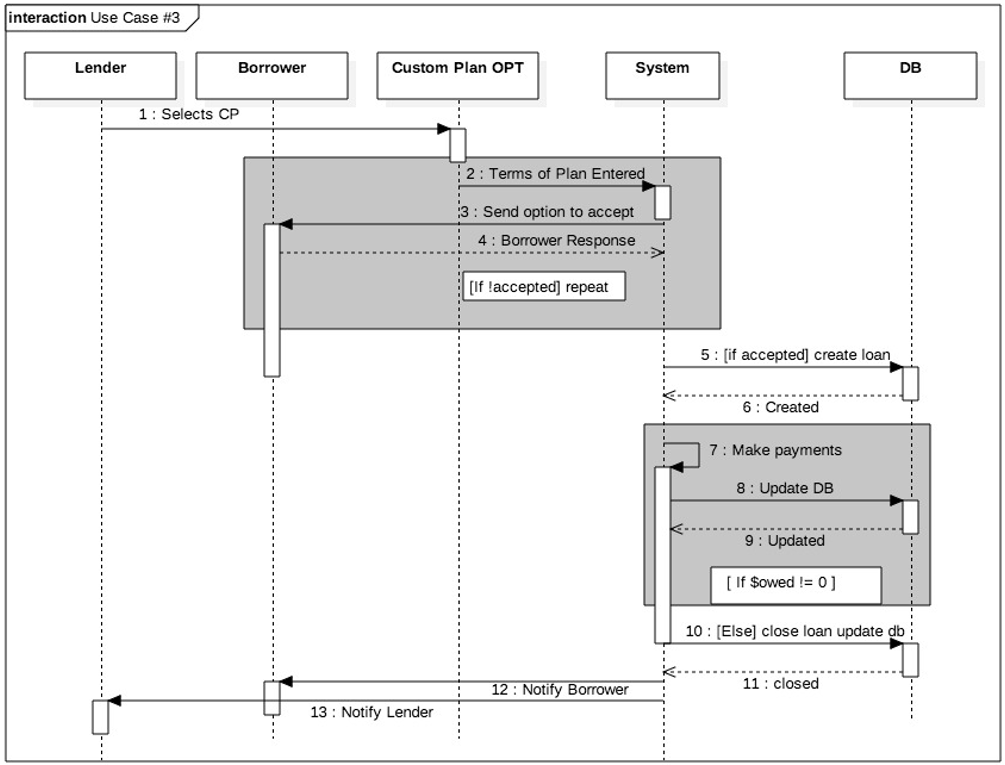 interaction Use Case #3
Lender
Borrower
Custom Plan OPT
System
DB
1 : Selects CP
2 : Terms of Plan Entered
3 : Send option to accept
4 : Borrower Response
[If !accepted] repeat
5 : [if accepted] create loan
6 : Created
7 : Make payments
8 : Update DB
9 : Updated
[ If $owed != 0 ]
10 : [Else] close loan update db
11 : closed
12 : Notify Borrower
13 : Notify Lender